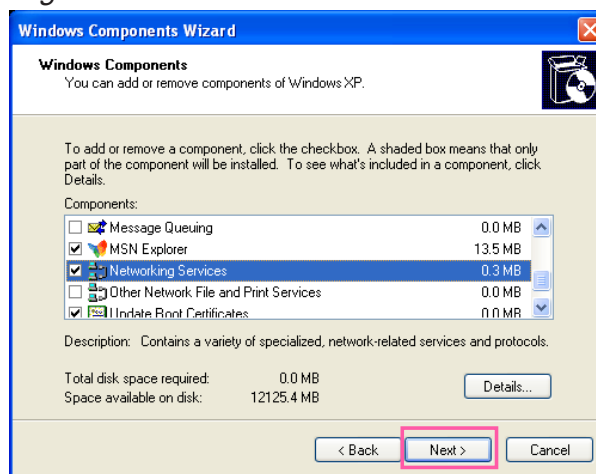 Windows Components Wizard
Windows Components
You can add or remove components of Windows XP.
To add or remove a component, click the checkbox. A shaded box means that only
part of the component will be installed. To see what's included in a component, click
Details.
Components:
Message Queuing 0.0 MB
MSN Explorer 13.5 MB
Networking Services 0.3 MB
Other Network File and Print Services 0.0 MB
Update Root Certificates 0.0 MB
Description: Contains a variety of specialized, network-related services and protocols.
Total disk space required: 0.0 MB
Space available on disk: 12125.4 MB
Details...
< Back Next > Cancel